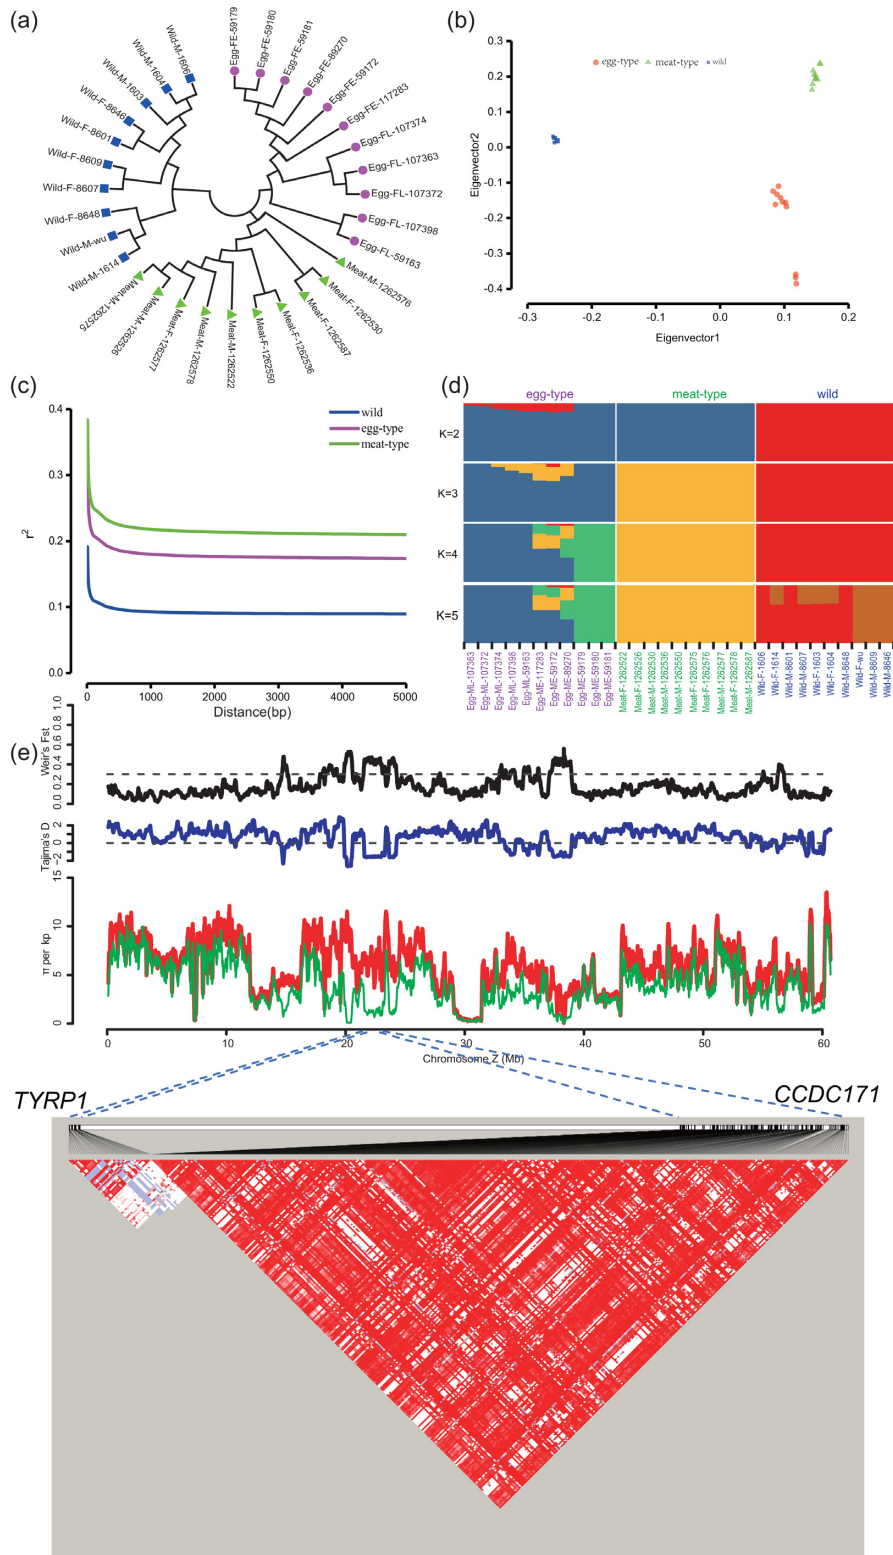 (a)
Wild-M-1606
Wild-M-1604
Wild-M-1603
Wild-F-8646
Wild-F-8601
Wild-F-8609
Wild-F-8607
Wild-F-8648
Wild-M-wu
Wild-M-1614
Egg-FE-59179
Egg-FE-59180
Egg-FE-59181
Egg-FE-89270
Egg-FE-59172
Egg-FE-117283
Egg-FL-107374
Egg-FL-107363
Egg-FL-107372
Egg-FL-107398
Egg-FL-59163
Meat-M-1262576
Meat-F-1262530
Meat-F-1262587
Meat-F-1262536
Meat-F-1262550
Meat-M-1262522
Meat-M-1262578
Meat-F-1262577
Meat-M-1262526
Meat-M-1262575
(b)
0.3
0.2
0.1
0.0
-0.1
-0.2
-0.3
-0.4
Eigenvector2
egg-type meat-type wild
-0.3 -0.2 -0.1 0.0 0.1 0.2
Eigenvector1
(c)
0.4
0.3
0.2
0.1
0.0
r2
wild
egg-type
meat-type
0 1000 2000 3000 4000 5000
Distance(bp)
(d)
egg-type meat-type wild
K=2
K=3
K=4
K=5
Egg-ML-107363
Egg-ML-107372
Egg-ML-107374
Egg-ML-107398
Egg-ML-59163
Egg-ME-117283
Egg-ME-59172
Egg-ME-89270
Egg-ME-59179
Egg-ME-59180
Egg-ME-59181
Meat-F-1262522
Meat-F-1262526
Meat-M-1262530
Meat-M-1262536
Meat-M-1262550
Meat-F-1262575
Meat-F-1262576
Meat-M-1262577
Meat-F-1262578
Meat-M-1262587
Wild-F-1606
Wild-F-1614
Wild-M-8601
Wild-M-8607
Wild-F-1603
Wild-F-1604
Wild-M-8648
Wild-F-wu
Wild-M-8609
Wild-M-8646
(e)
Weir's Fst
0.0 0.2 0.4 0.6 0.8 1.0
Tajima's D
-2 0 2
π per kp
0 5 10 15
0 10 20 30 40 50 60
Chromosome Z (Mb)
TYRP1 CCDC171